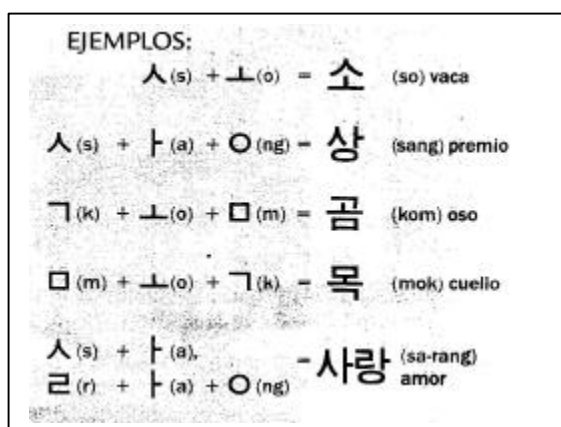 EJEMPLOS:
ㅅ(s) + ㅗ(o) = 소 (so) vaca
ㅅ(s) + ㅏ(a) + ㅇ(ng) = 상 (sang) premio
ㄱ(k) + ㅗ(o) + ㅁ(m) = 곰 (kom) oso
ㅁ(m) + ㅗ(o) + ㄱ(k) = 목 (mok) cuello
ㅅ(s) + ㅏ(a),
ㄹ(r) + ㅏ(a) + ㅇ(ng) = 사랑 (sa-rang) amor